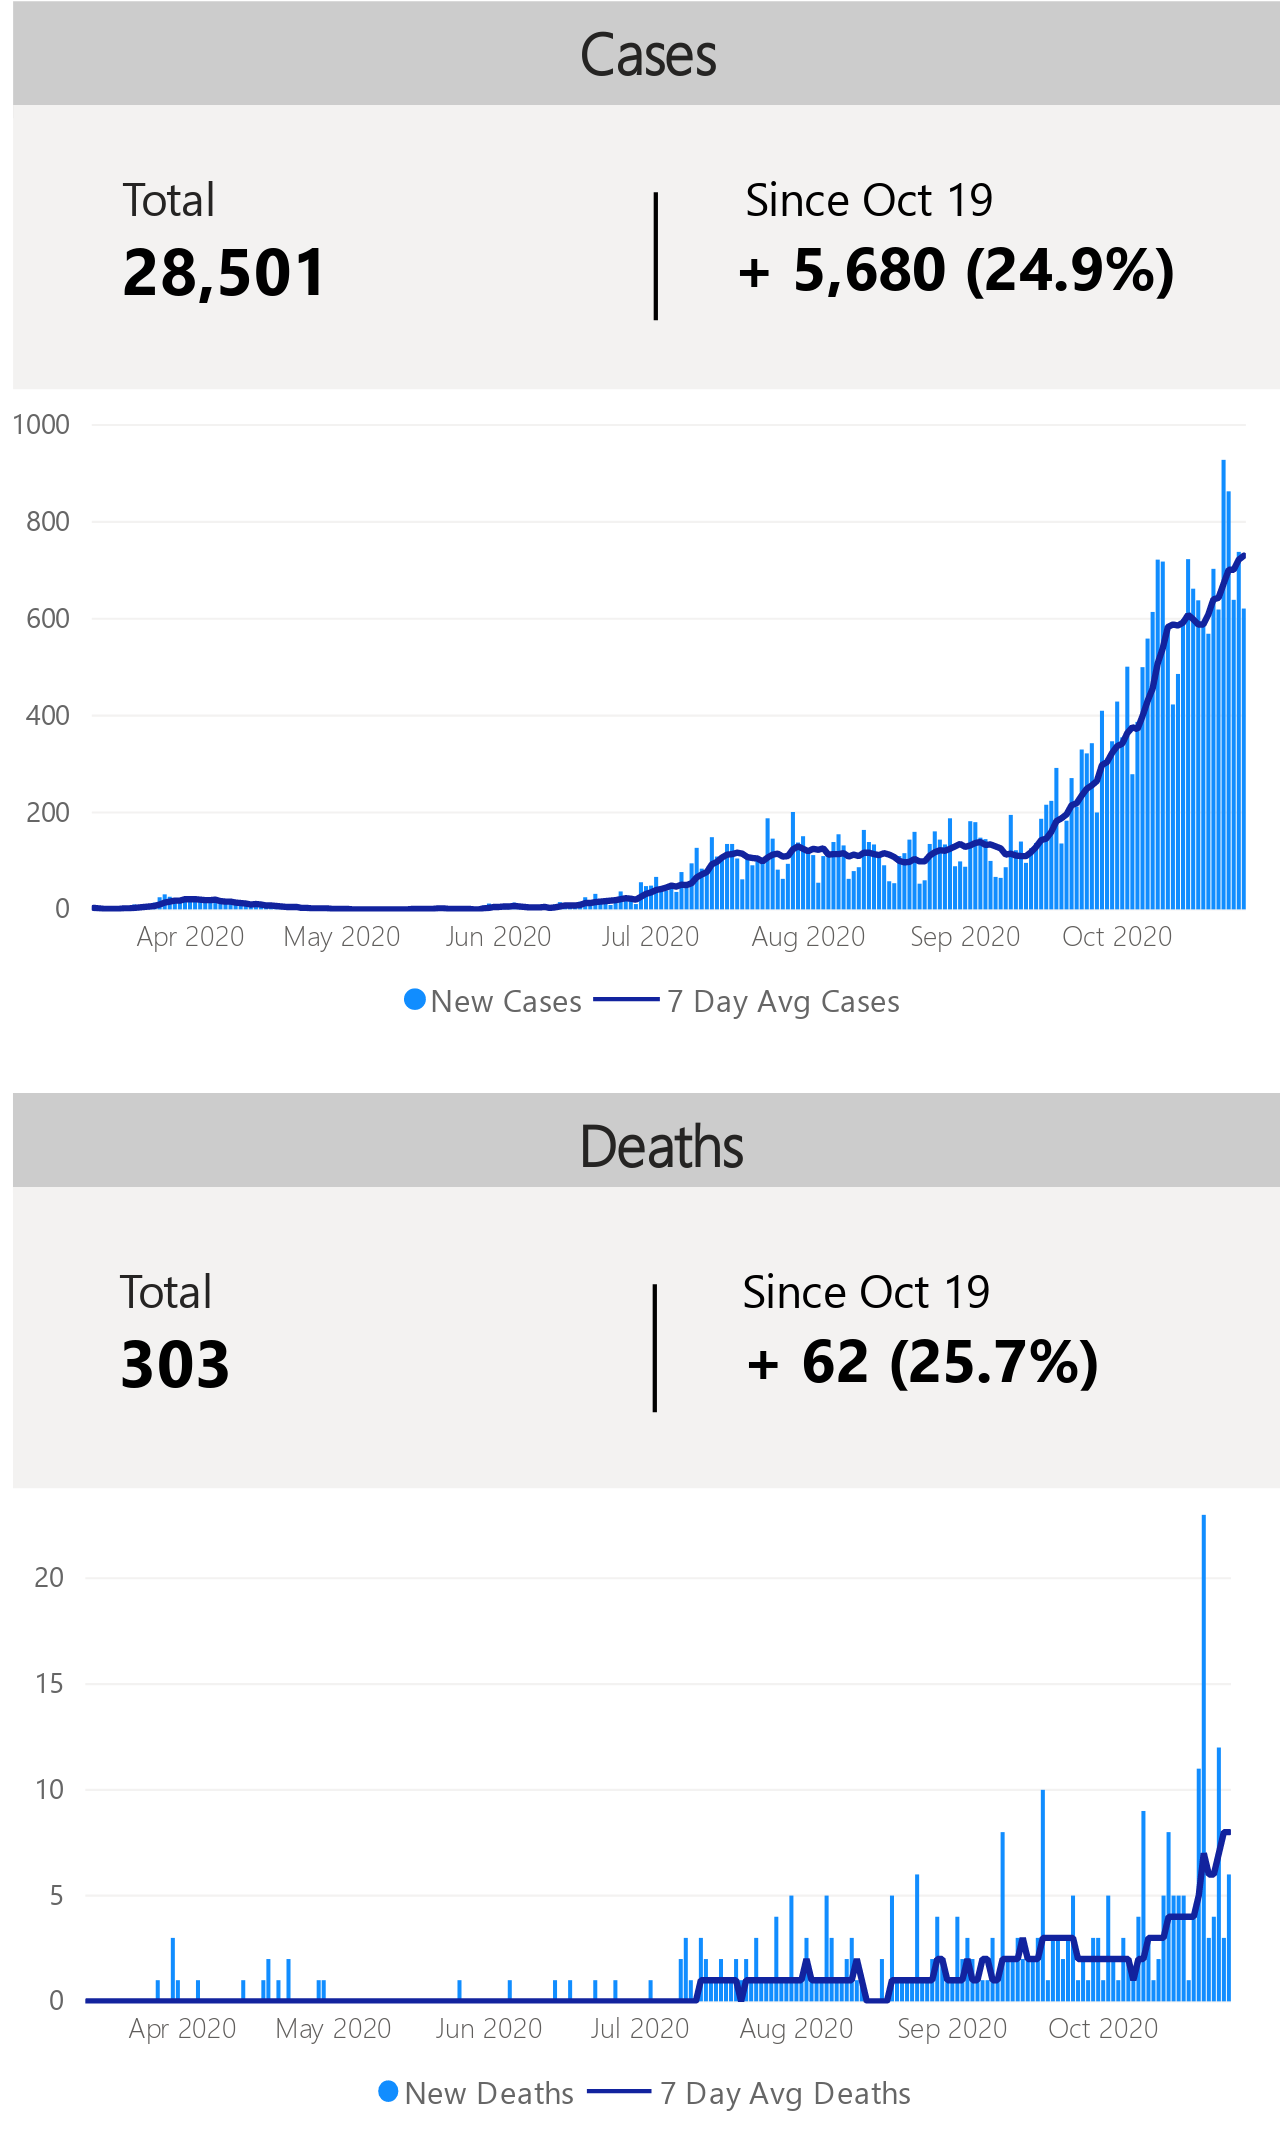 Cases
Total
Since Oct 19
28,501
+ 5,680 (24.9%)
1000
800
600
400
200
0
Apr 2020 May 2020 Jun 2020 Jul 2020 Aug 2020 Sep 2020 Oct 2020
New Cases 7 Day Avg Cases
Deaths
Total
Since Oct 19
303
+ 62 (25.7%)
20
15
10
5
0
Apr 2020 May 2020 Jun 2020 Jul 2020 Aug 2020 Sep 2020 Oct 2020
New Deaths 7 Day Avg Deaths